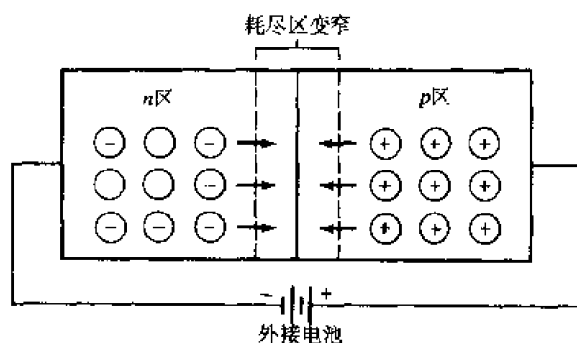 耗尽区变窄
n区 p区
− − + + +
− + + +
− − − + + +
− +
外接电池